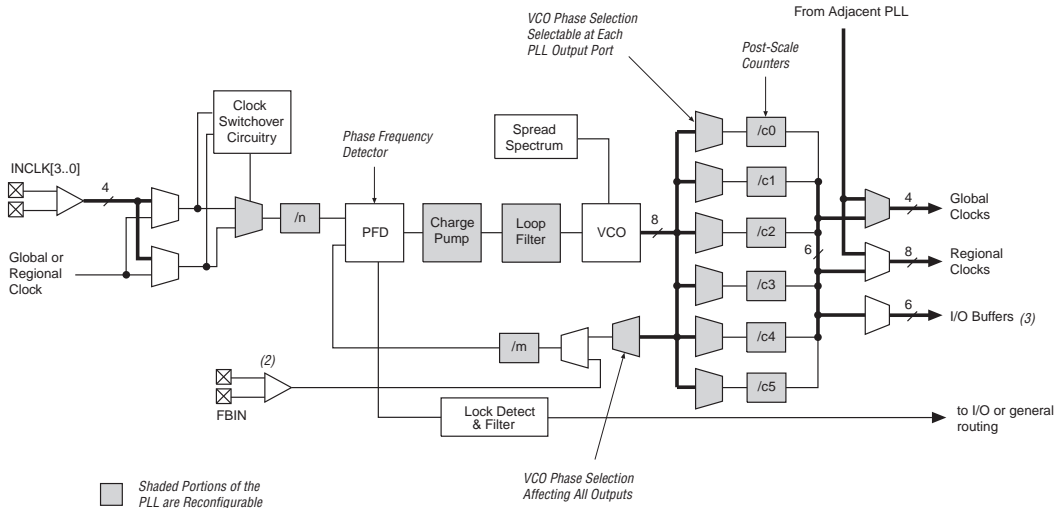 From Adjacent PLL
VCO Phase Selection
Selectable at Each
PLL Output Port
Post-Scale
Counters
Clock
Switchover
Circuitry
Phase Frequency
Detector
Spread
Spectrum
INCLK[3..0]
4
/n
PFD
Charge
Pump
Loop
Filter
VCO
8
/c0
/c1
/c2
6
/c3
/c4
/c5
4
Global
Clocks
8
Regional
Clocks
6
I/O Buffers (3)
Global or
Regional
Clock
/m
(2)
FBIN
Lock Detect
& Filter
to I/O or general
routing
VCO Phase Selection
Affecting All Outputs
Shaded Portions of the
PLL are Reconfigurable